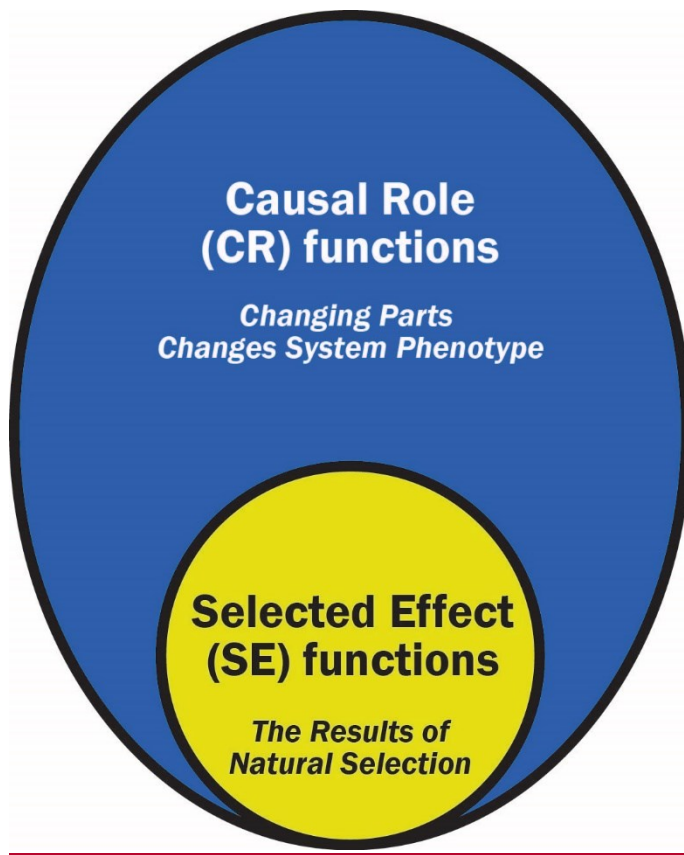 Causal Role
(CR) functions
Changing Parts
Changes System Phenotype
Selected Effect
(SE) functions
The Results of
Natural Selection